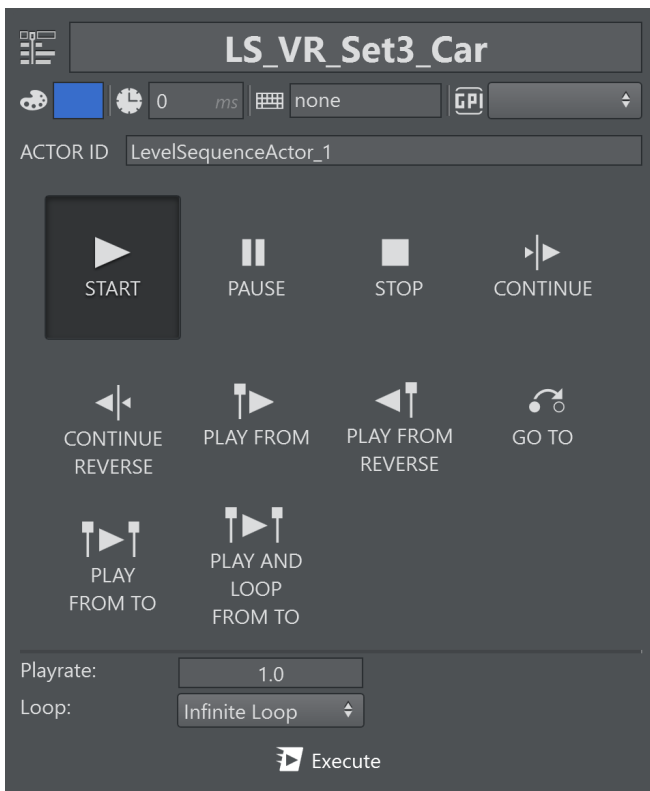 LS_VR_Set3_Car
0 ms none GPI
ACTOR ID LevelSequenceActor_1
START PAUSE STOP CONTINUE
CONTINUE REVERSE
PLAY FROM
PLAY FROM REVERSE
GO TO
PLAY
FROM TO
PLAY AND
LOOP
FROM TO
Playrate: 1.0
Loop: Infinite Loop
Execute